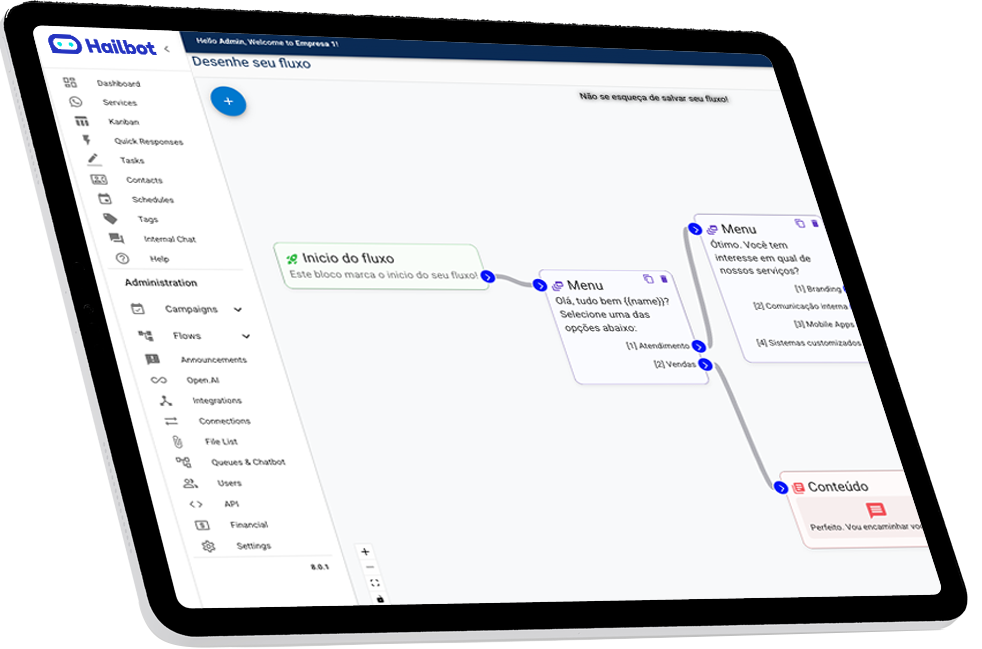 Hailbot
Hello Admin, Welcome to Empresa 1!
Desenhe seu fluxo
Não se esqueça de salvar seu fluxo!
Dashboard
Services
Kanban
Quick Responses
Tasks
Contacts
Schedules
Tags
Internal Chat
Help
Administration
Campaigns
Flows
Announcements
Open.AI
Integrations
Connections
File List
Queues & Chatbot
Users
API
Financial
Settings
8.0.1
Inicio do fluxo
Este bloco marca o inicio do seu fluxo!
Menu
Olá, tudo bem {{name}}?
Selecione uma das
opções abaixo:
[1] Atendimento
[2] Vendas
Menu
Ótimo. Você tem
interesse em qual de
nossos serviços?
[1] Branding
[2] Comunicação interna
[3] Mobile Apps
[4] Sistemas customizados
Conteúdo
Perfeito. Vou encaminhar